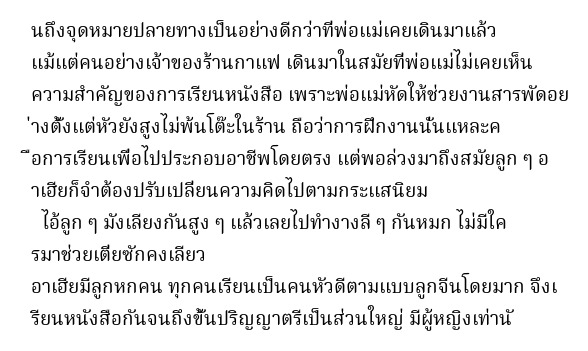 นถึงจุดหมายปลายทางเป็นอย่างดีกว่าที่พ่อแม่เคยเดินมาแล้ว
แม้แต่คนอย่างเจ้าของร้านกาแฟ เดินมาในสมัยที่พ่อแม่ไม่เคยเห็น
ความสำคัญของการเรียนหนังสือ เพราะพ่อแม่หัดให้ช่วยงานสารพัดอย
่างตั้งแต่หัวยังสูงไม่พ้นโต๊ะในร้าน ถือว่าการฝึกงานนั่นแหละค
ือการเรียนเพื่อไปประกอบอาชีพโดยตรง แต่พอล่วงมาถึงสมัยลูก ๆ อ
าเฮียก็จำต้องปรับเปลี่ยนความคิดไปตามกระแสนิยม
ไอ้ลูก ๆ มังเลียงกันสูง ๆ แล้วเลยไปทำงางลี ๆ กันหมก ไม่มีใค
รมาช่วยเตี่ยซักคงเลียว
อาเฮียมีลูกหกคน ทุกคนเรียนเป็นคนหัวดีตามแบบลูกจีนโดยมาก จึงเ
รียนหนังสือกันจนถึงขั้นปริญญาตรีเป็นส่วนใหญ่ มีผู้หญิงเท่านั